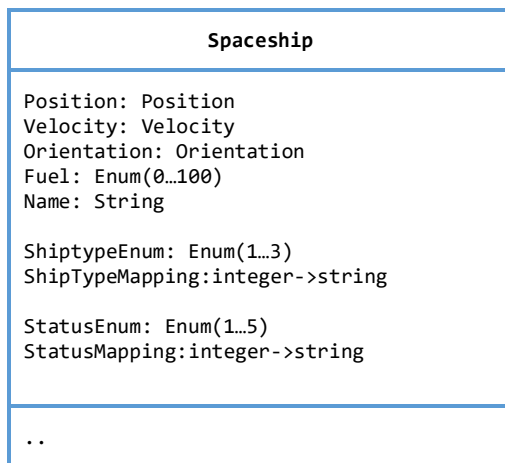 Spaceship
Position: Position
Velocity: Velocity
Orientation: Orientation
Fuel: Enum(0…100)
Name: String
ShiptypeEnum: Enum(1…3)
ShipTypeMapping:integer->string
StatusEnum: Enum(1…5)
StatusMapping:integer->string
..